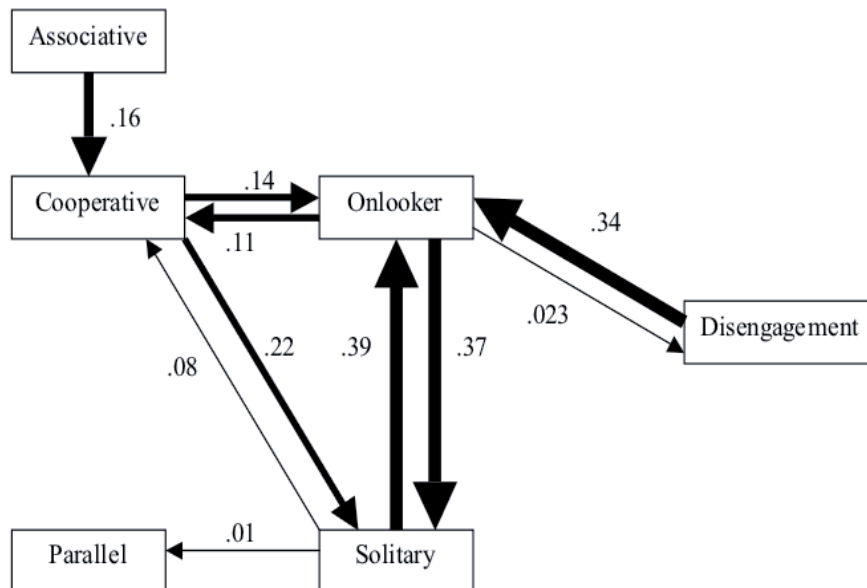 Associative
.16
Cooperative
.14
Onlooker
.11
.34
.023
Disengagement
.08
.22
.39
.37
Parallel
.01
Solitary